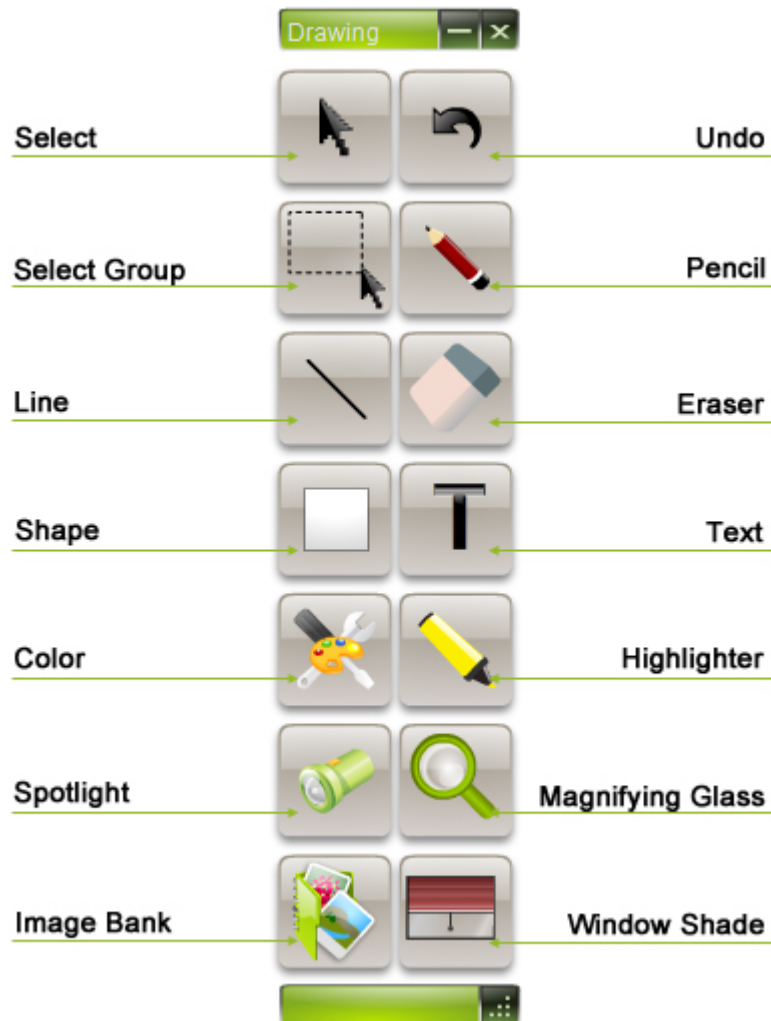 Drawing
Select
Undo
Select Group
Pencil
Line
Eraser
Shape
Text
Color
Highlighter
Spotlight
Magnifying Glass
Image Bank
Window Shade